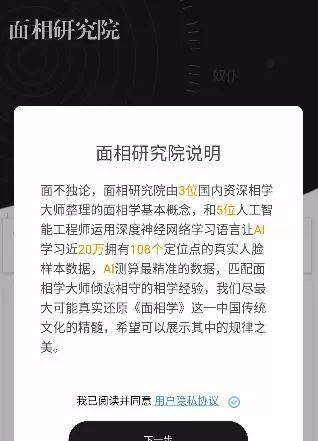 面相研究院
奴仆
面相研究院说明
面不独论，面相研究院由3位国内资深相学
大师整理的面相学基本概念，和5位人工智
能工程师运用深度神经网络学习语言让AI
学习近20万拥有108个定位点的真实人脸
样本数据，AI测算最精准的数据，匹配面
相学大师倾囊相守的相学经验，我们尽最
大可能真实还原《面相学》这一中国传统
文化的精髓，希望可以展示其中的规律之
美。
我已阅读并同意 用户隐私协议
下一步